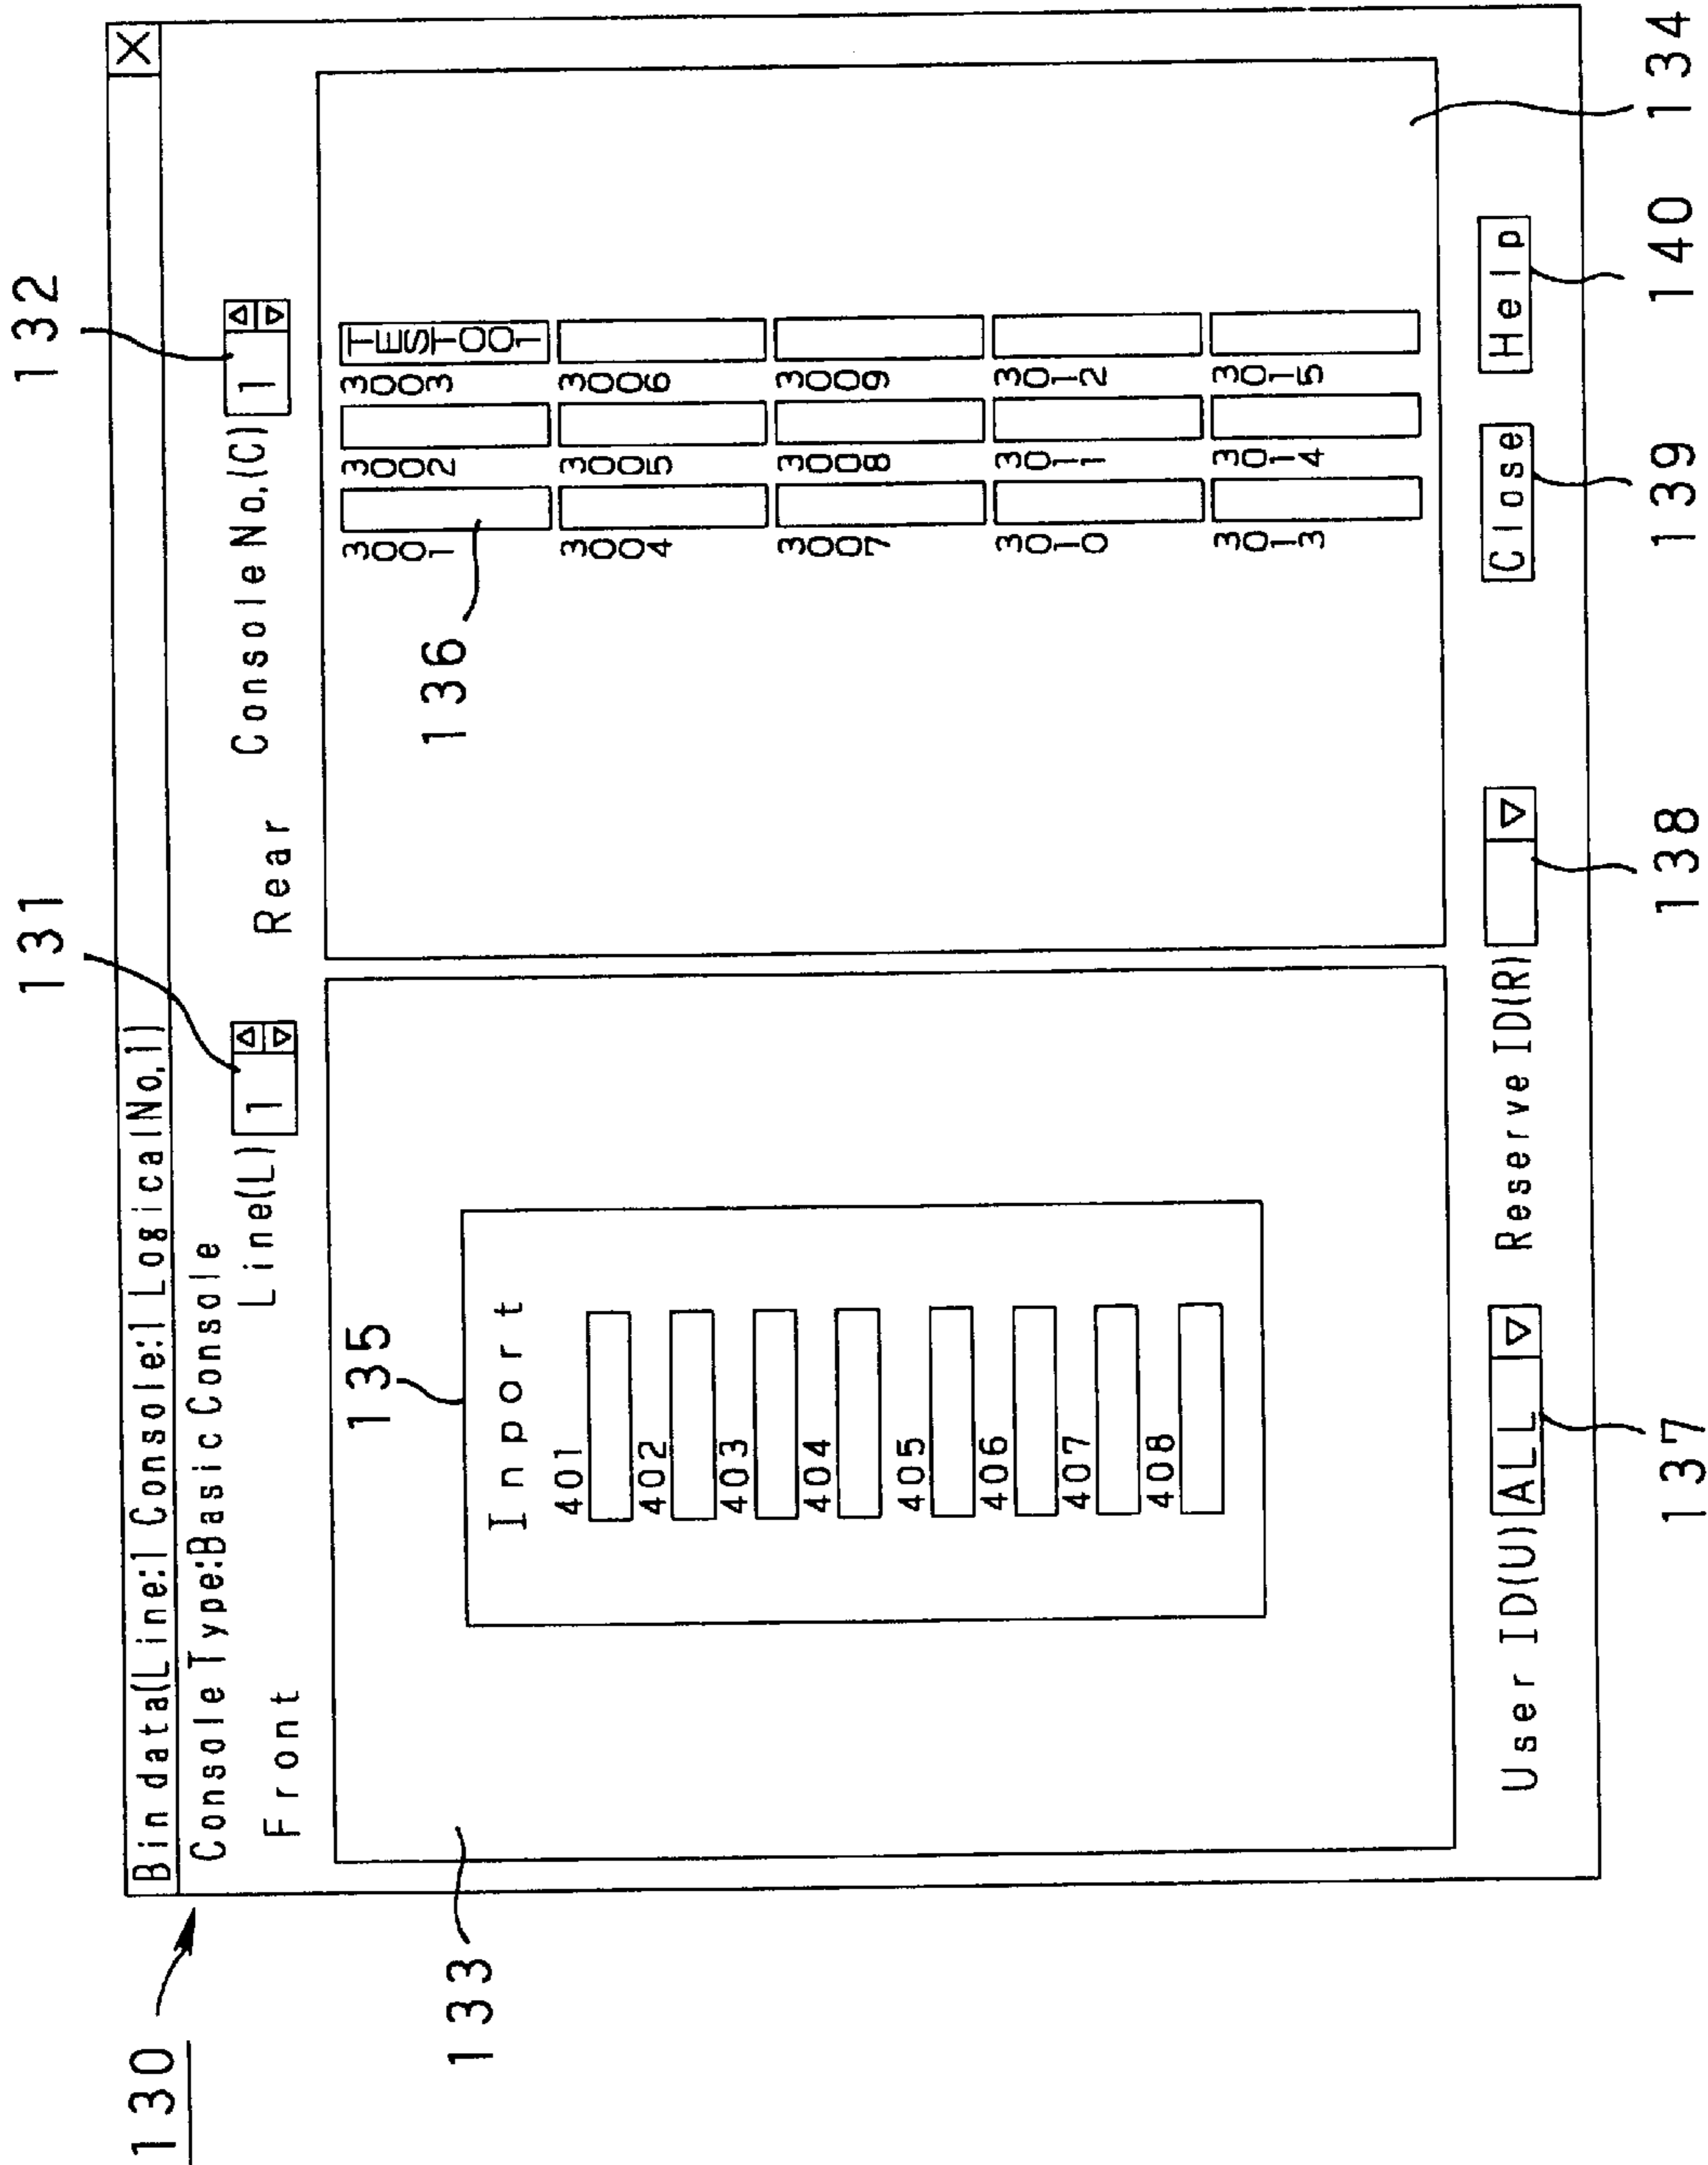 132
131
130
Bin data(Line:1 Console:1 Logical No,1)
X
Console Type:Basic Console
Line(L) 1
Console No,(C) 1
Front
Rear
133
135
Inport
401
402
403
404
405
406
407
408
136
3001 3002 3003 TEST001
3004 3005 3006
3007 3008 3009
3010 3011 3012
3013 3014 3015
User ID(U) ALL
Reserve ID(R)
Close
Help
137
138
139
140
134